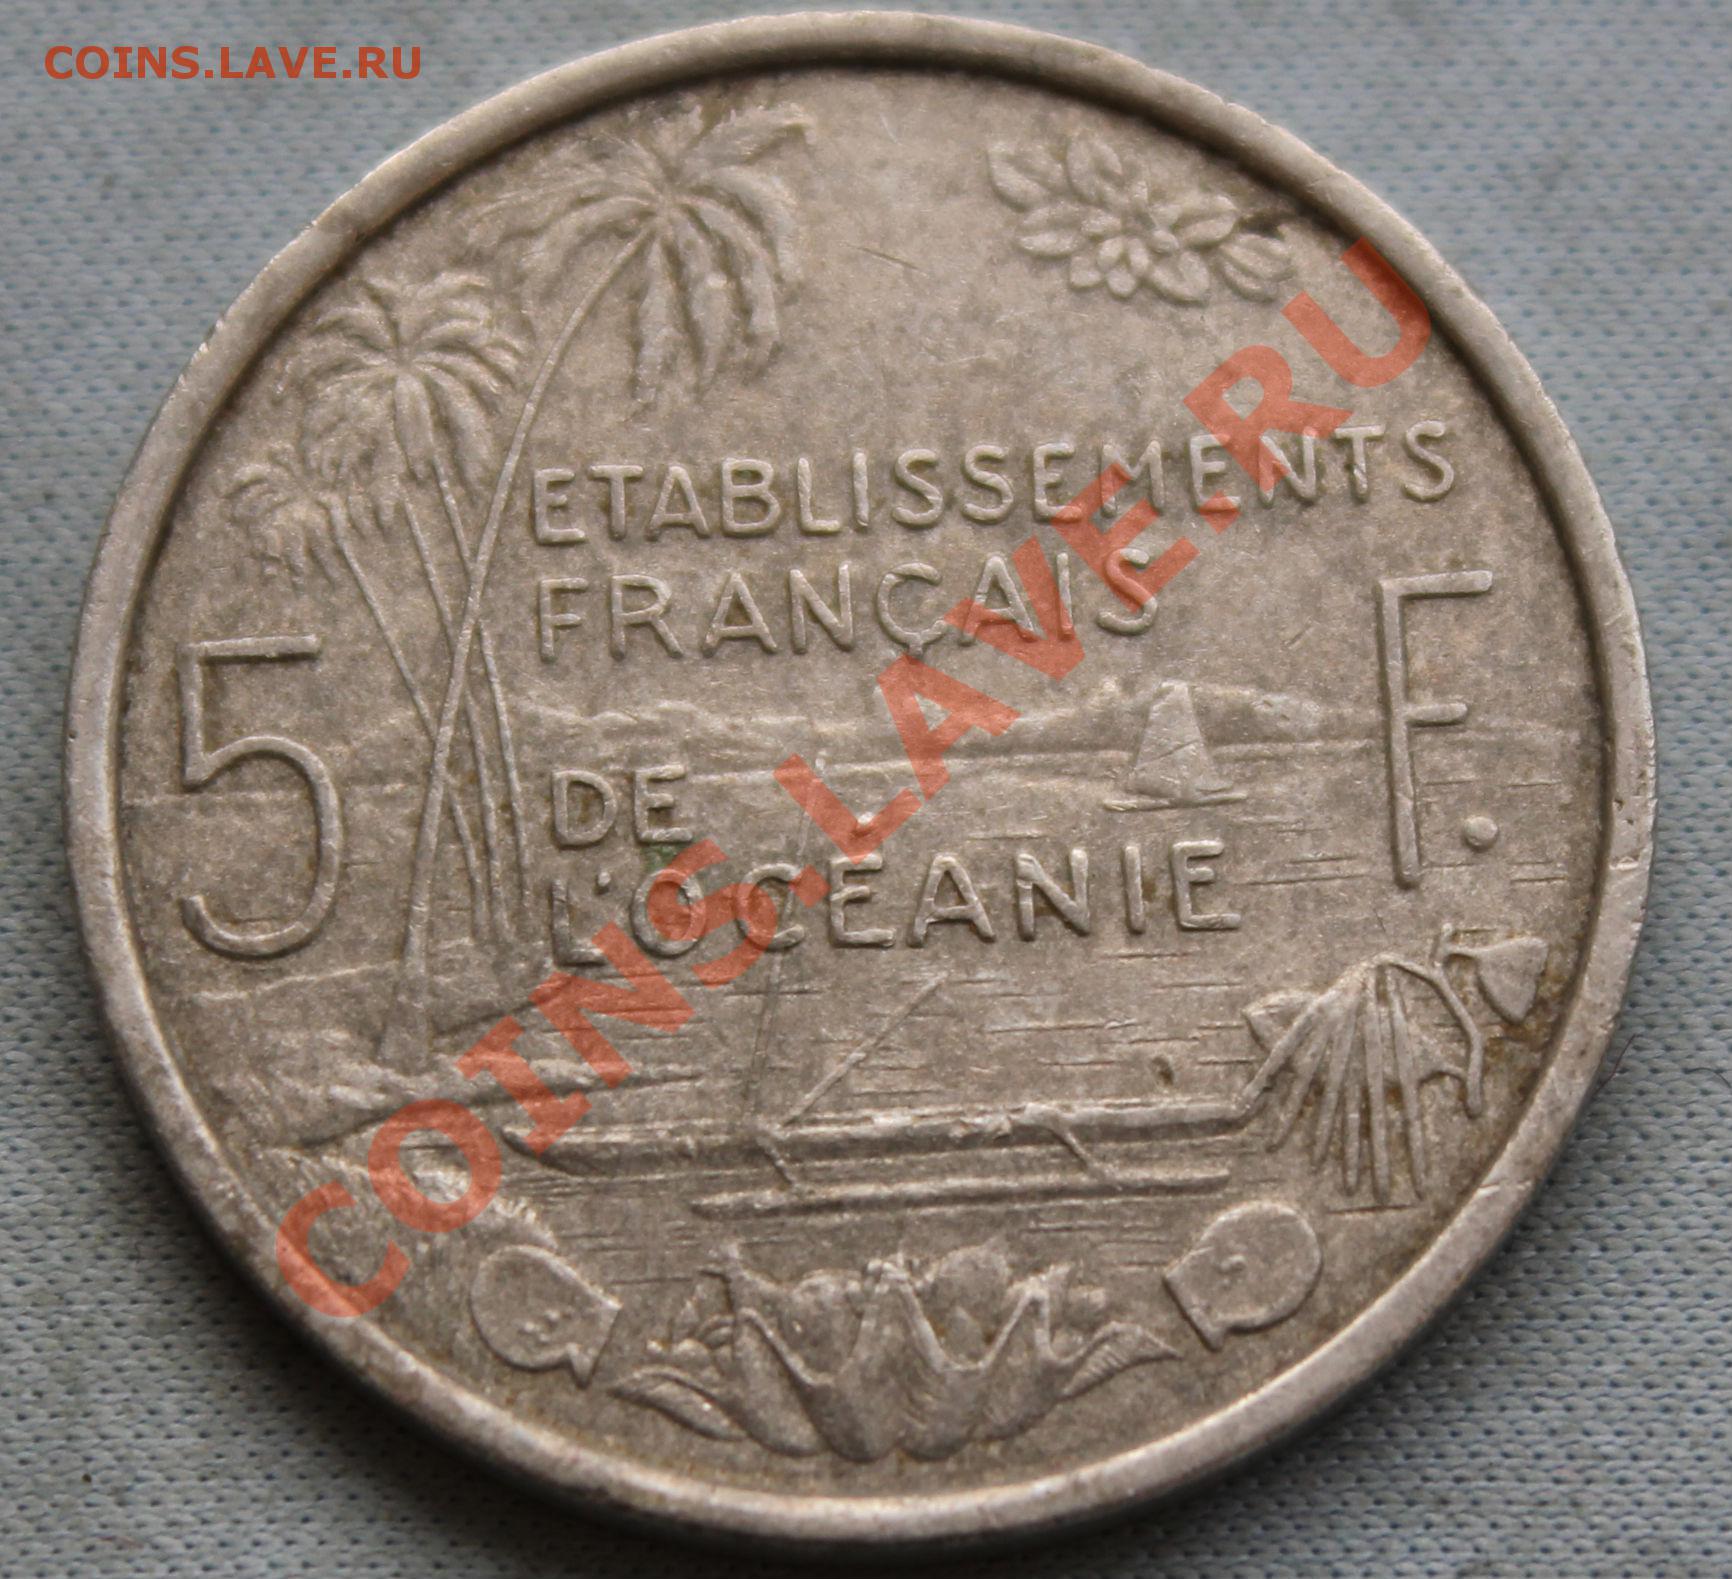 COINS.LAVE.RU
ETABLISSEMENTS
FRANÇAIS
5 F.
DE
L'OCEANIE
COINS.LAVE.RU